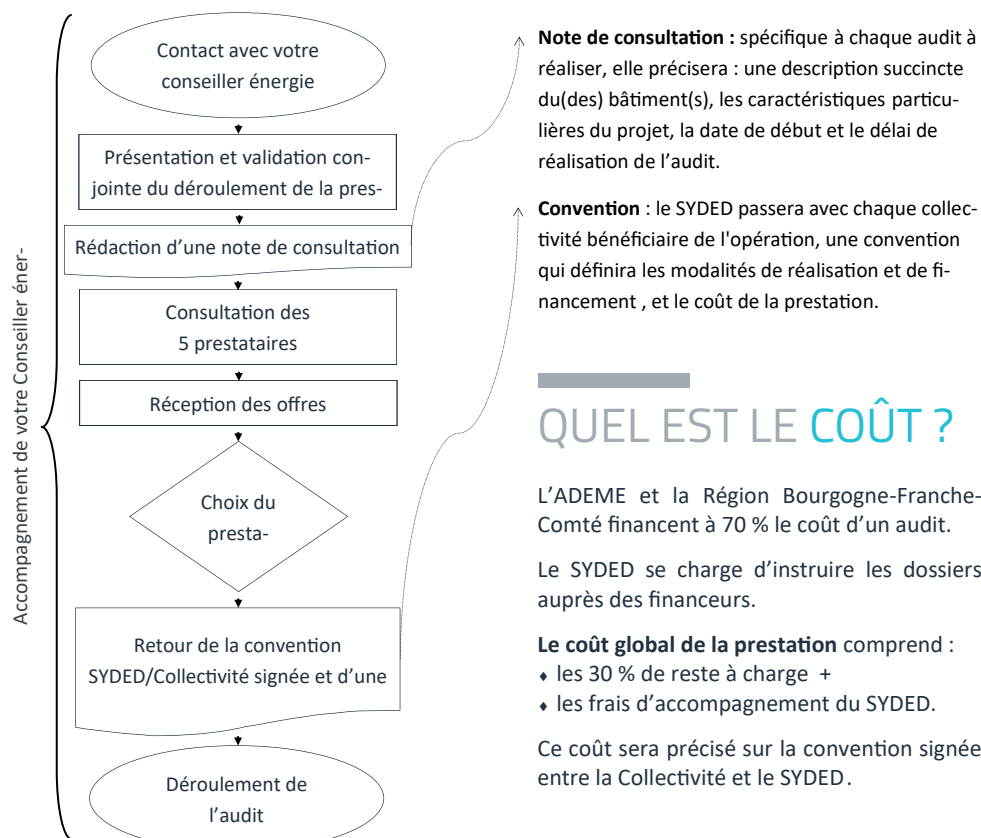 Accompagnement de votre Conseiller éner-
Contact avec votre
conseiller énergie
Présentation et validation con-
jointe du déroulement de la pres-
Rédaction d'une note de consultation
Consultation des
5 prestataires
Réception des offres
Choix du
presta-
Retour de la convention
SYDED/Collectivité signée et d'une
Déroulement de
l'audit
Note de consultation : spécifique à chaque audit à
réaliser, elle précisera : une description succincte
du(des) bâtiment(s), les caractéristiques particu-
lières du projet, la date de début et le délai de
réalisation de l'audit.
Convention : le SYDED passera avec chaque collec-
tivité bénéficiaire de l'opération, une convention
qui définira les modalités de réalisation et de fi-
nancement , et le coût de la prestation.
QUEL EST LE COÛT ?
L'ADEME et la Région Bourgogne-Franche-
Comté financent à 70 % le coût d'un audit.
Le SYDED se charge d'instruire les dossiers
auprès des financeurs.
Le coût global de la prestation comprend :
♦ les 30 % de reste à charge +
♦ les frais d'accompagnement du SYDED.
Ce coût sera précisé sur la convention signée
entre la Collectivité et le SYDED.